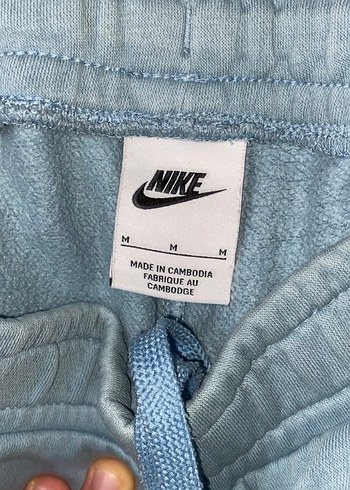 NIKE
M M M
MADE IN CAMBODIA
FABRIQUE AU
CAMBODGE